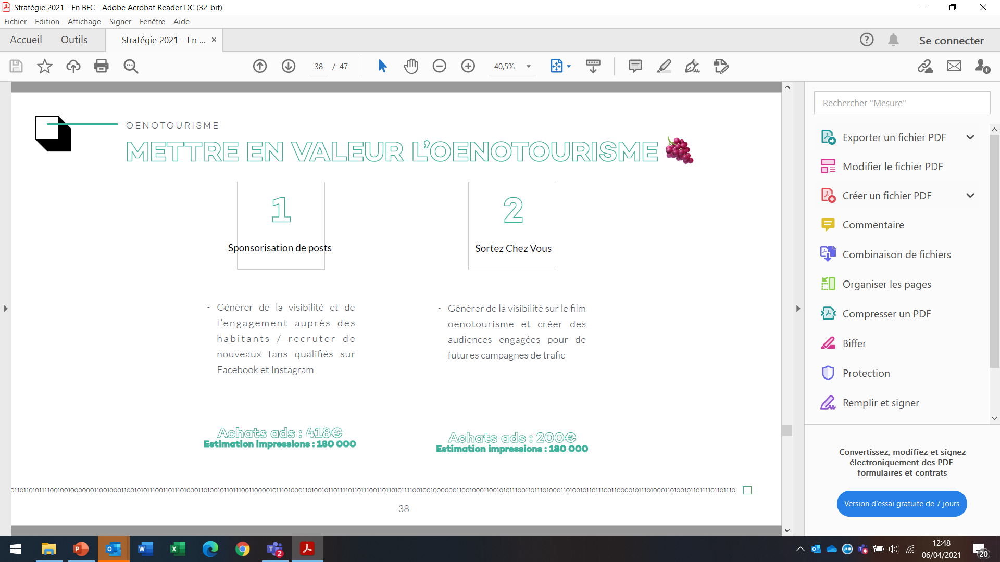 Stratégie 2021 - En BFC - Adobe Acrobat Reader DC (32-bit)
Fichier Edition Affichage Signer Fenêtre Aide
Accueil Outils Stratégie 2021 - En ... ×
Se connecter
38 / 47
40,5%
Rechercher "Mesure"
OENOTOURISME
METTRE EN VALEUR L'OENOTOURISME
1
Sponsorisation de posts
2
Sortez Chez Vous
- Générer de la visibilité et de
l'engagement auprès des
habitants / recruter de
nouveaux fans qualifiés sur
Facebook et Instagram
- Générer de la visibilité sur le film
oenotourisme et créer des
audiences engagées pour de
futures campagnes de trafic
Achats ads : 418€
Estimation impressions : 180 000
Achats ads : 200€
Estimation impressions : 180 000
38
Exporter un fichier PDF
Modifier le fichier PDF
Créer un fichier PDF
Commentaire
Combinaison de fichiers
Organiser les pages
Compresser un PDF
Biffer
Protection
Remplir et signer
Convertissez, modifiez et signez
électroniquement des PDF
formulaires et contrats
Version d'essai gratuite de 7 jours
2
12:48
06/04/2021
20